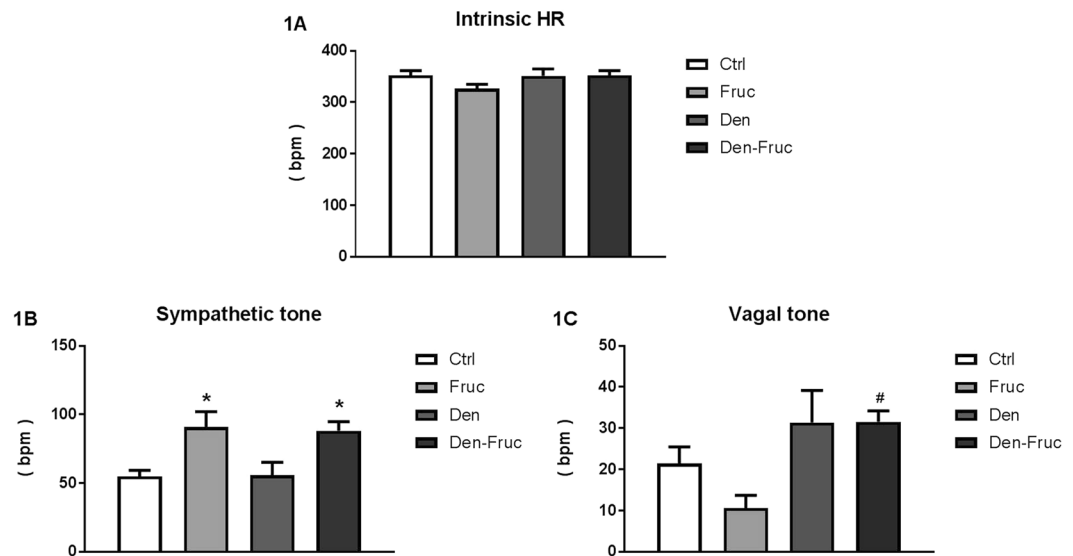 1A
Intrinsic HR
400
300
200
100
0
( bpm )
Ctrl
Fruc
Den
Den-Fruc
1B
Sympathetic tone
150
100
50
0
( bpm )
*
*
Ctrl
Fruc
Den
Den-Fruc
1C
Vagal tone
50
40
30
20
10
0
( bpm )
#
Ctrl
Fruc
Den
Den-Fruc